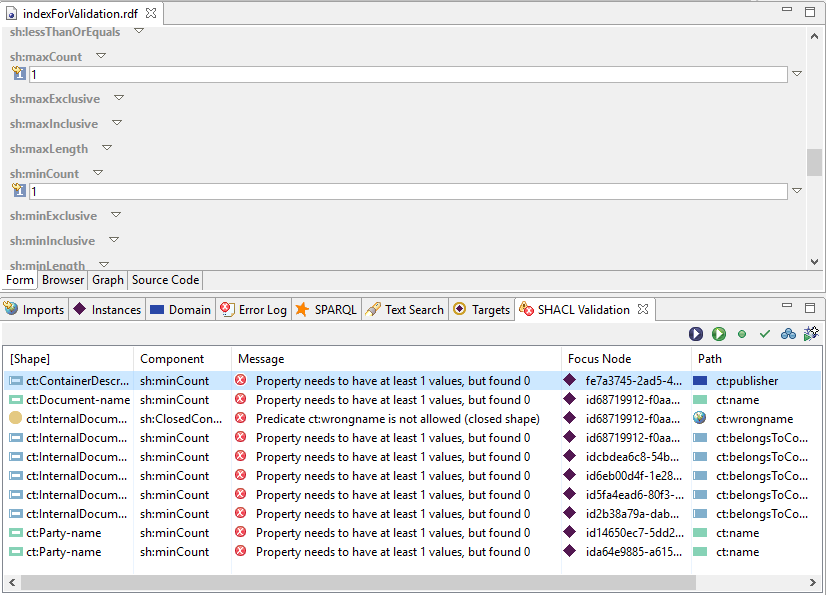 indexForValidation.rdf
sh:lessThanOrEquals
sh:maxCount
1
sh:maxExclusive
sh:maxInclusive
sh:maxLength
sh:minCount
1
sh:minExclusive
sh:minInclusive
sh:minLength
Form Browser Graph Source Code
Imports Instances Domain Error Log SPARQL Text Search Targets SHACL Validation
[Shape] Component Message Focus Node Path
ct:ContainerDescr... sh:minCount Property needs to have at least 1 values, but found 0 fe7a3745-2ad5-4... ct:publisher
ct:Document-name sh:minCount Property needs to have at least 1 values, but found 0 id68719912-f0aa... ct:name
ct:InternalDocum... sh:ClosedCon... Predicate ct:wrongname is not allowed (closed shape) id68719912-f0aa... ct:wrongname
ct:InternalDocum... sh:minCount Property needs to have at least 1 values, but found 0 id68719912-f0aa... ct:belongsToCo...
ct:InternalDocum... sh:minCount Property needs to have at least 1 values, but found 0 idcbdea6c8-54b... ct:belongsToCo...
ct:InternalDocum... sh:minCount Property needs to have at least 1 values, but found 0 id6eb00d4f-1e28... ct:belongsToCo...
ct:InternalDocum... sh:minCount Property needs to have at least 1 values, but found 0 id5fa4ead6-80f3-... ct:belongsToCo...
ct:InternalDocum... sh:minCount Property needs to have at least 1 values, but found 0 id2b38a79a-dab... ct:belongsToCo...
ct:Party-name sh:minCount Property needs to have at least 1 values, but found 0 id14650ec7-5dd2... ct:name
ct:Party-name sh:minCount Property needs to have at least 1 values, but found 0 ida64e9885-a615... ct:name